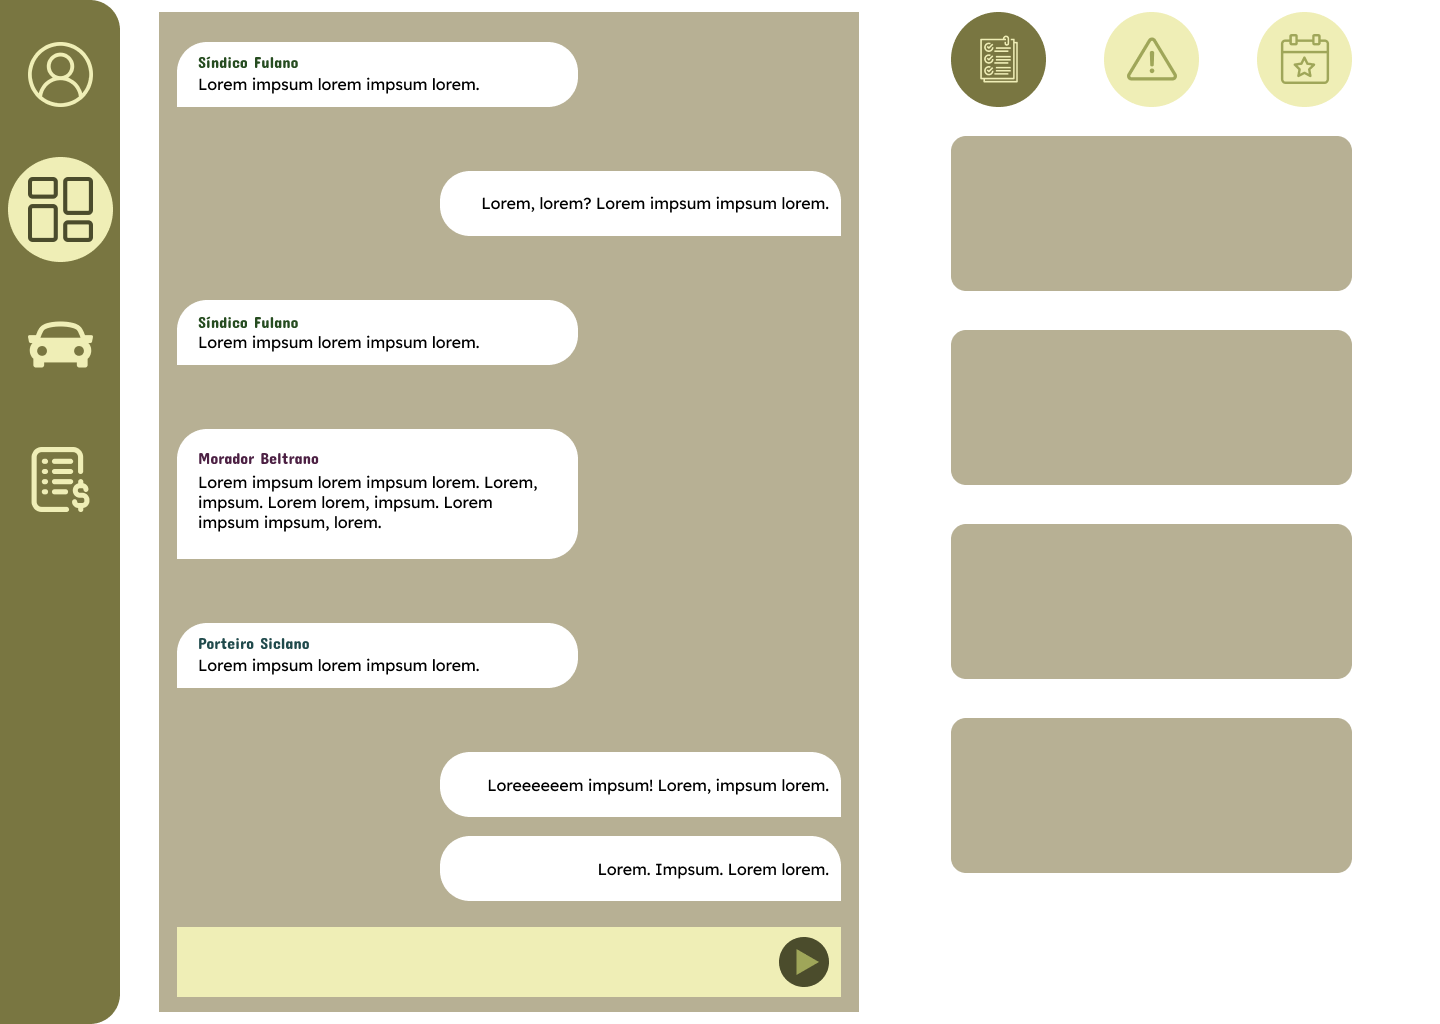 Síndico Fulano
Lorem impsum lorem impsum lorem.
Lorem, lorem? Lorem impsum impsum lorem.
Síndico Fulano
Lorem impsum lorem impsum lorem.
Morador Beltrano
Lorem impsum lorem impsum lorem. Lorem,
impsum. Lorem lorem, impsum. Lorem
impsum impsum, lorem.
Porteiro Siclano
Lorem impsum lorem impsum lorem.
Loreeeeeem impsum! Lorem, impsum lorem.
Lorem. Impsum. Lorem lorem.